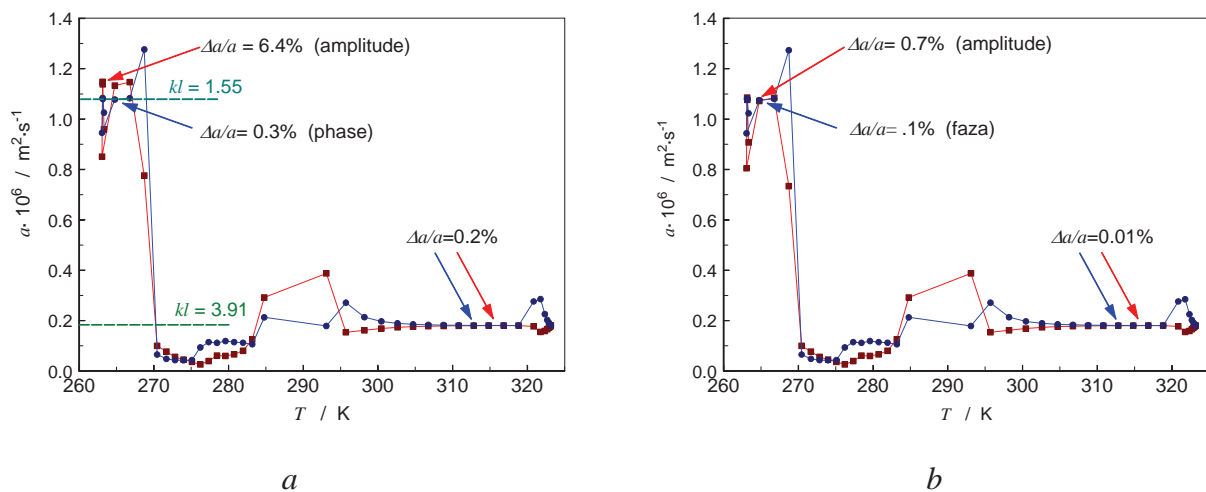 1.4
1.2
1.0
0.8
0.6
0.4
0.2
0.0
a· 10⁶ / m²·s⁻¹
Δa/a = 6.4% (amplitude)
kl = 1.55
Δa/a= 0.3% (phase)
Δa/a=0.2%
kl = 3.91
260 270 280 290 300 310 320
T / K
a
1.4
1.2
1.0
0.8
0.6
0.4
0.2
0.0
a· 10⁶ / m²·s⁻¹
Δa/a= 0.7% (amplitude)
Δa/a= .1% (faza)
Δa/a=0.01%
260 270 280 290 300 310 320
T / K
b